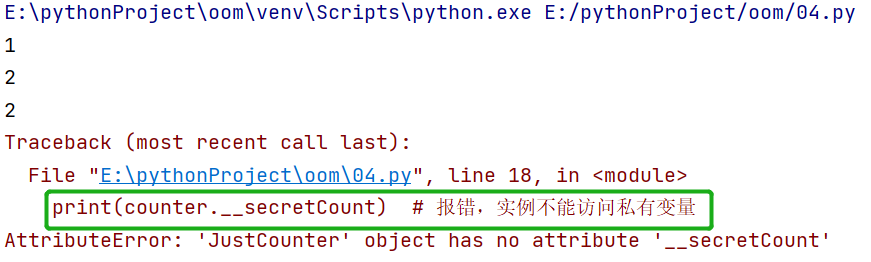 E:\pythonProject\oom\venv\Scripts\python.exe E:/pythonProject/oom/04.py
1
2
2
Traceback (most recent call last):
  File "E:\pythonProject\oom\04.py", line 18, in <module>
    print(counter.__secretCount)  # 报错，实例不能访问私有变量
AttributeError: 'JustCounter' object has no attribute '__secretCount'